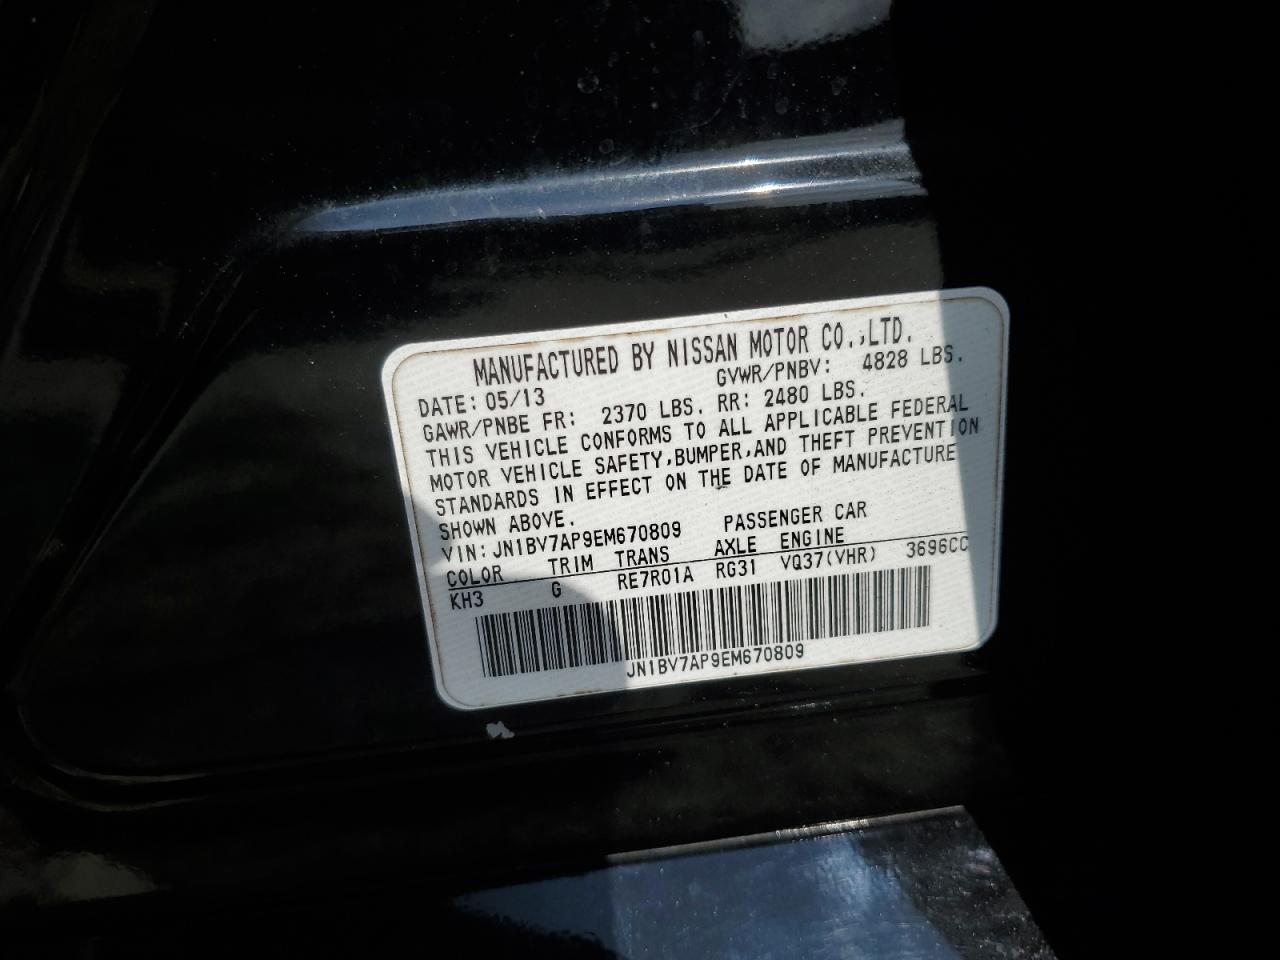 MANUFACTURED BY NISSAN MOTOR CO.,LTD.
DATE: 05/13 GVWR/PNBV: 4828 LBS.
GAWR/PNBE FR: 2370 LBS. RR: 2480 LBS.
THIS VEHICLE CONFORMS TO ALL APPLICABLE FEDERAL
MOTOR VEHICLE SAFETY,BUMPER,AND THEFT PREVENTION
STANDARDS IN EFFECT ON THE DATE OF MANUFACTURE
SHOWN ABOVE.
VIN: JN1BV7AP9EM670809 PASSENGER CAR
COLOR TRIM TRANS AXLE ENGINE
KH3 G RE7R01A RG31 VQ37(VHR) 3696CC
JN1BV7AP9EM670809